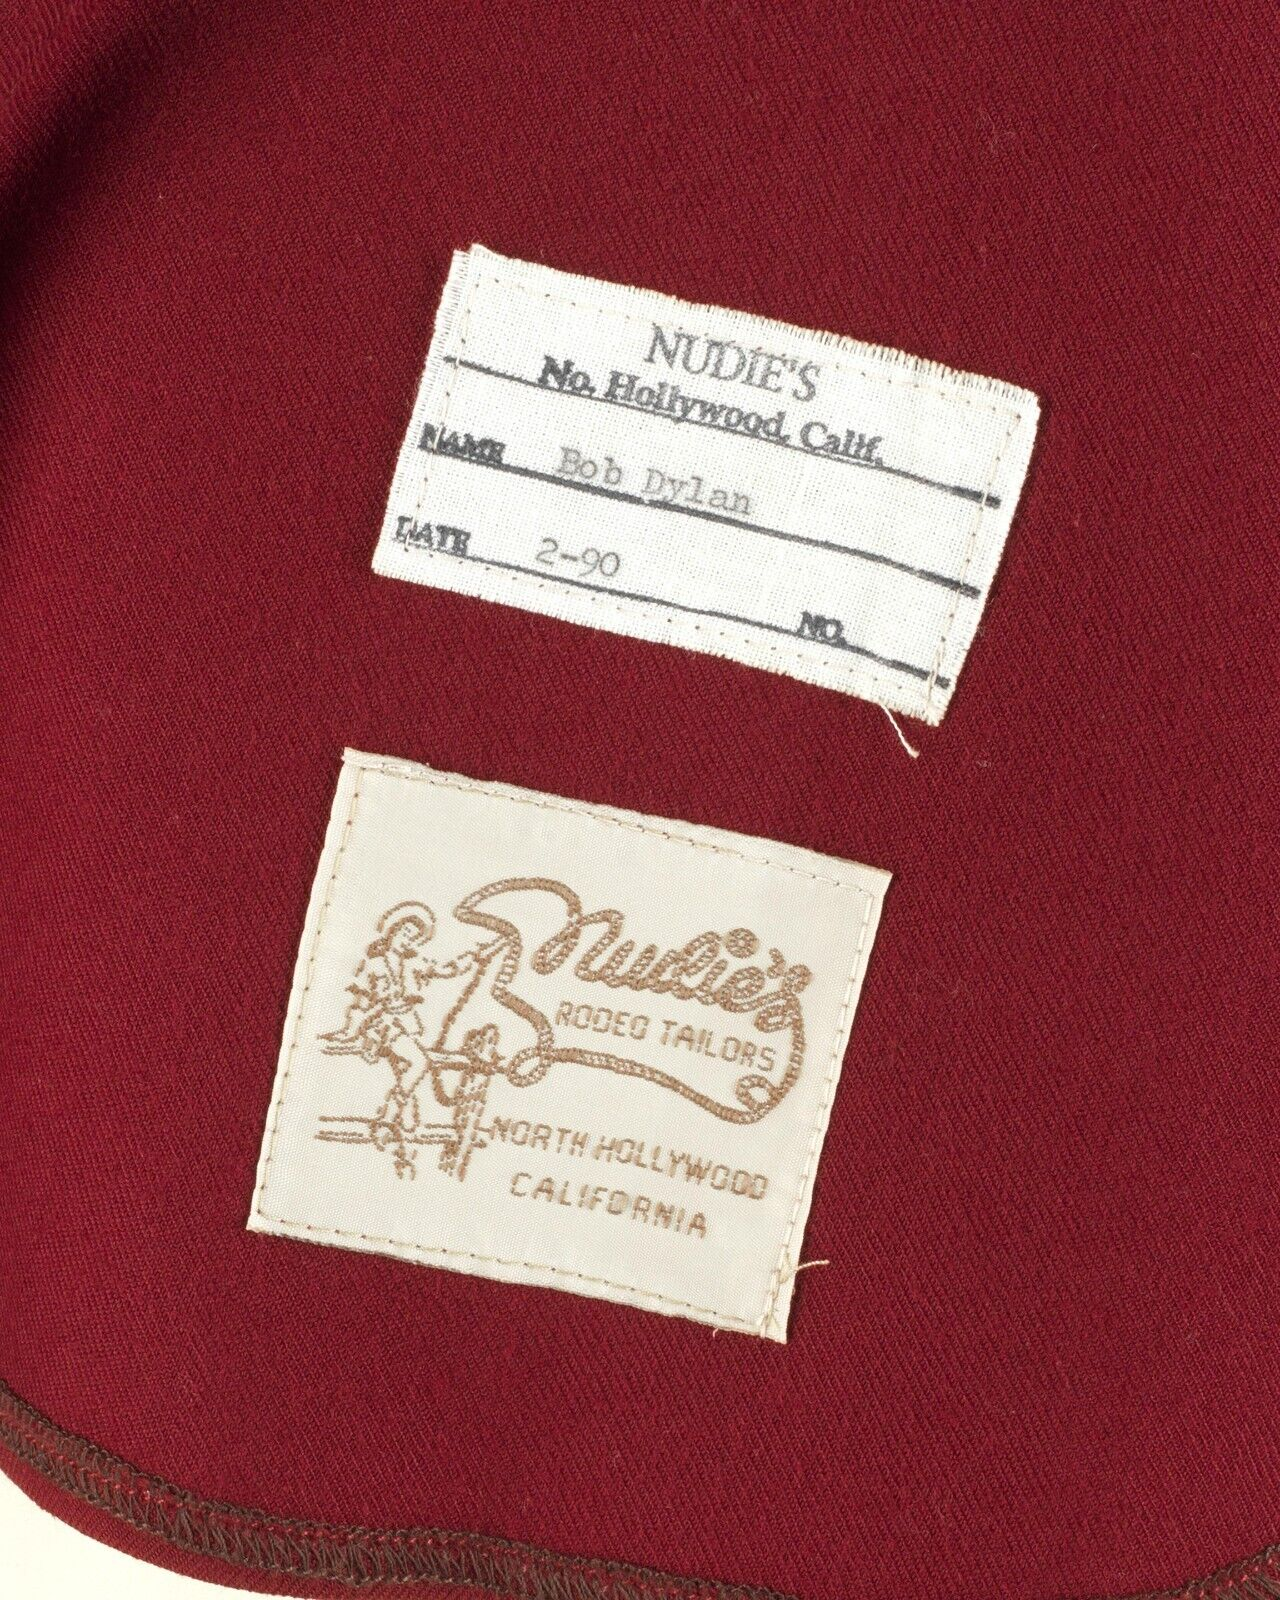 NUDIE'S
No. Hollywood, Calif.
NAME Bob Dylan
DATE 2-90
NO.
Nudie's
RODEO TAILORS
NORTH HOLLYWOOD
CALIFORNIA